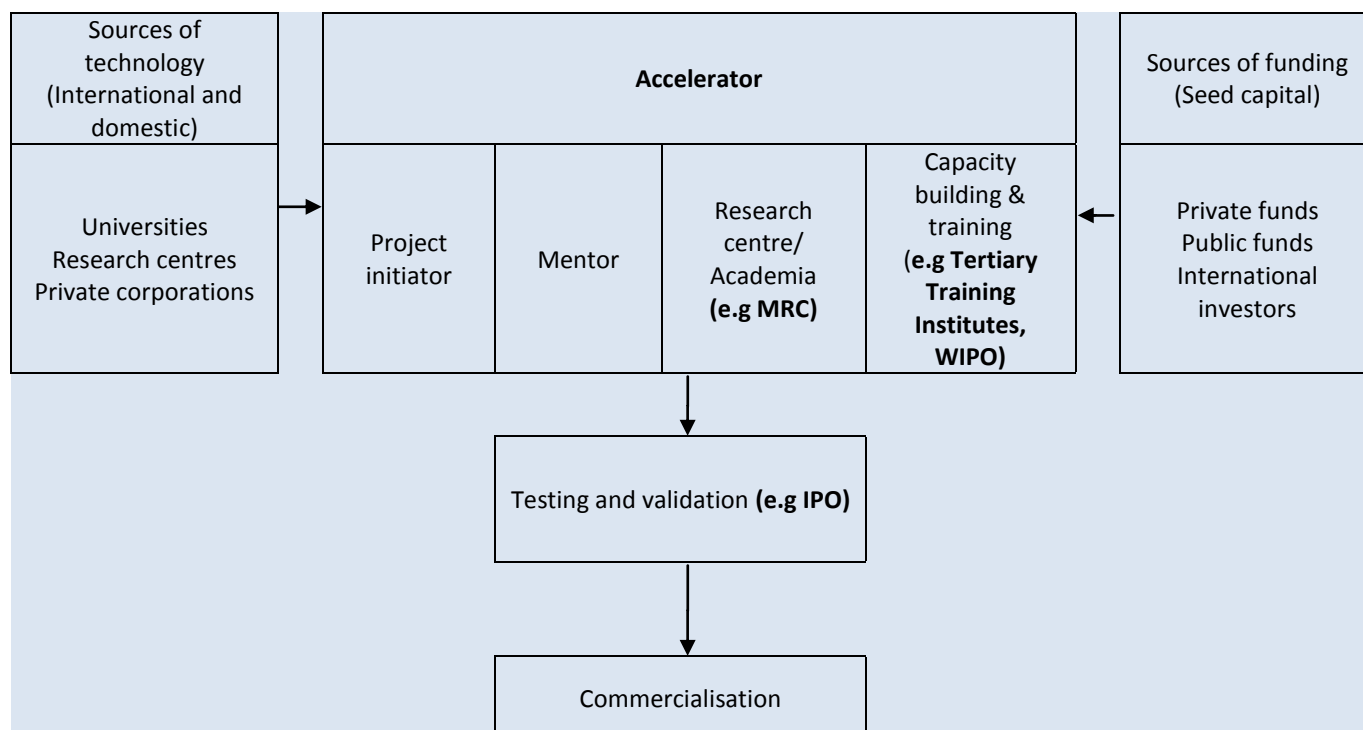 Sources of
technology
(International and
domestic)
Accelerator
Sources of funding
(Seed capital)
Universities
Research centres
Private corporations
Project
initiator
Mentor
Research
centre/
Academia
(e.g MRC)
Capacity
building &
training
(e.g Tertiary
Training
Institutes,
WIPO)
Private funds
Public funds
International
investors
Testing and validation (e.g IPO)
Commercialisation